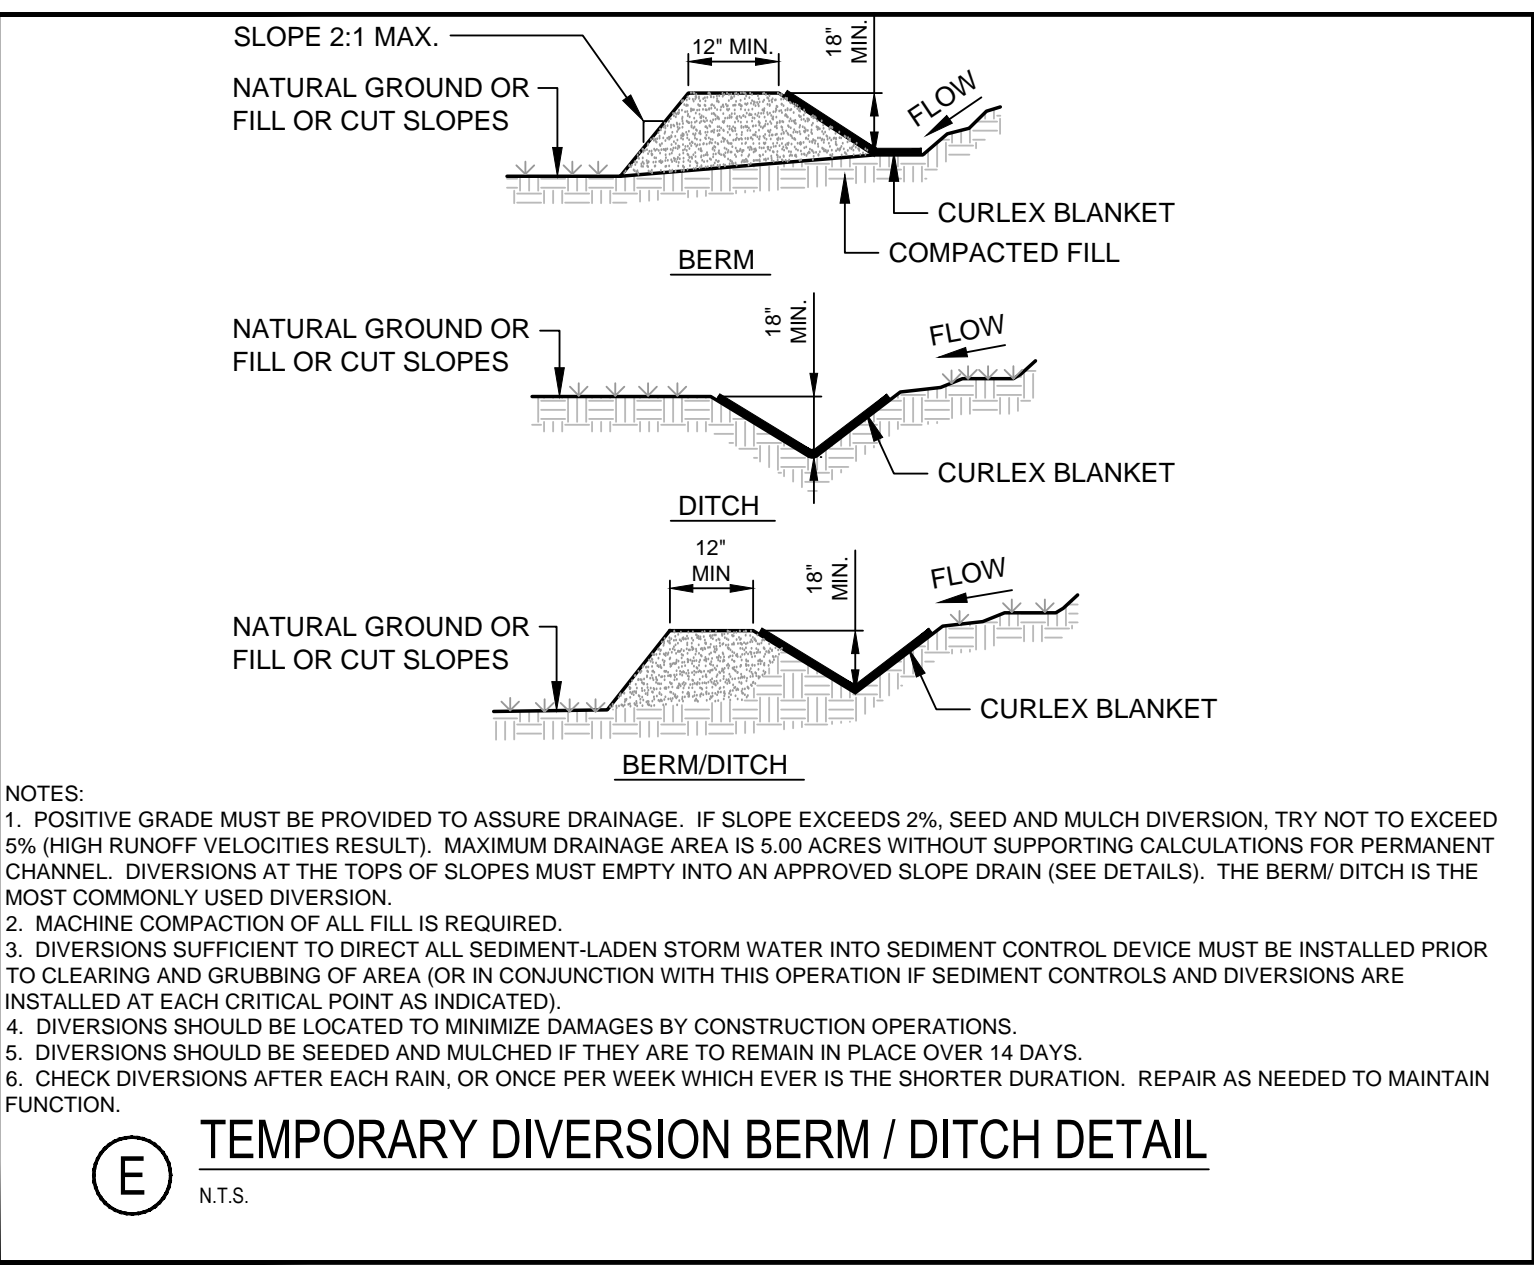 SLOPE 2:1 MAX.
12" MIN.
18"
MIN.
NATURAL GROUND OR
FILL OR CUT SLOPES
FLOW
CURLEX BLANKET
COMPACTED FILL
BERM
18"
MIN.
NATURAL GROUND OR
FILL OR CUT SLOPES
FLOW
CURLEX BLANKET
DITCH
12"
MIN
18"
MIN.
FLOW
NATURAL GROUND OR
FILL OR CUT SLOPES
CURLEX BLANKET
BERM/DITCH
NOTES:
1. POSITIVE GRADE MUST BE PROVIDED TO ASSURE DRAINAGE. IF SLOPE EXCEEDS 2%, SEED AND MULCH DIVERSION, TRY NOT TO EXCEED
5% (HIGH RUNOFF VELOCITIES RESULT). MAXIMUM DRAINAGE AREA IS 5.00 ACRES WITHOUT SUPPORTING CALCULATIONS FOR PERMANENT
CHANNEL. DIVERSIONS AT THE TOPS OF SLOPES MUST EMPTY INTO AN APPROVED SLOPE DRAIN (SEE DETAILS). THE BERM/ DITCH IS THE
MOST COMMONLY USED DIVERSION.
2. MACHINE COMPACTION OF ALL FILL IS REQUIRED.
3. DIVERSIONS SUFFICIENT TO DIRECT ALL SEDIMENT-LADEN STORM WATER INTO SEDIMENT CONTROL DEVICE MUST BE INSTALLED PRIOR
TO CLEARING AND GRUBBING OF AREA (OR IN CONJUNCTION WITH THIS OPERATION IF SEDIMENT CONTROLS AND DIVERSIONS ARE
INSTALLED AT EACH CRITICAL POINT AS INDICATED).
4. DIVERSIONS SHOULD BE LOCATED TO MINIMIZE DAMAGES BY CONSTRUCTION OPERATIONS.
5. DIVERSIONS SHOULD BE SEEDED AND MULCHED IF THEY ARE TO REMAIN IN PLACE OVER 14 DAYS.
6. CHECK DIVERSIONS AFTER EACH RAIN, OR ONCE PER WEEK WHICH EVER IS THE SHORTER DURATION. REPAIR AS NEEDED TO MAINTAIN
FUNCTION.
E
TEMPORARY DIVERSION BERM / DITCH DETAIL
N.T.S.